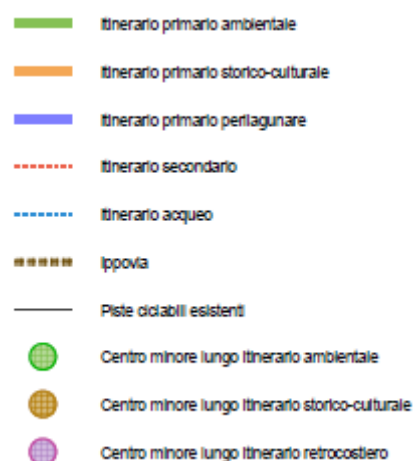 Itinerario primario ambientale
Itinerario primario storico-culturale
Itinerario primario perilagunare
Itinerario secondario
Itinerario acqueo
Ippovia
Piste ciclabili esistenti
Centro minore lungo itinerario ambientale
Centro minore lungo itinerario storico-culturale
Centro minore lungo itinerario retrocostiero